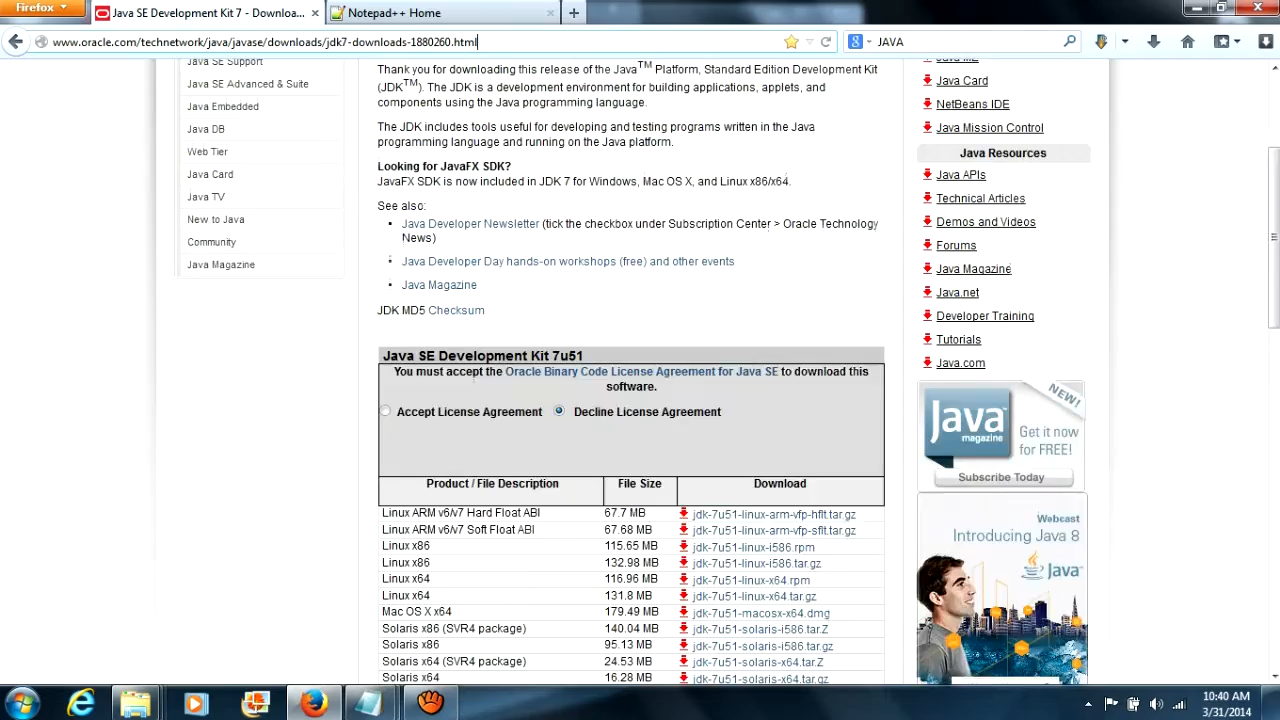 Firefox
Java SE Development Kit 7 - Downloa...
Notepad++ Home
www.oracle.com/technetwork/java/javase/downloads/jdk7-downloads-1880260.html
JAVA
Java SE Support
Java SE Advanced & Suite
Java Embedded
Java DB
Web Tier
Java Card
Java TV
New to Java
Community
Java Magazine
Thank you for downloading this release of the Java™ Platform, Standard Edition Development Kit
(JDK™). The JDK is a development environment for building applications, applets, and
components using the Java programming language.
The JDK includes tools useful for developing and testing programs written in the Java
programming language and running on the Java platform.
Looking for JavaFX SDK?
JavaFX SDK is now included in JDK 7 for Windows, Mac OS X, and Linux x86/x64.
See also:
Java Developer Newsletter (tick the checkbox under Subscription Center > Oracle Technology
News)
Java Developer Day hands-on workshops (free) and other events
Java Magazine
JDK MD5 Checksum
Java SE Development Kit 7u51
You must accept the Oracle Binary Code License Agreement for Java SE to download this
software.
Accept License Agreement Decline License Agreement
Product / File Description File Size Download
Linux ARM v6/v7 Hard Float ABI 67.7 MB jdk-7u51-linux-arm-vfp-hflt.tar.gz
Linux ARM v6/v7 Soft Float ABI 67.68 MB jdk-7u51-linux-arm-vfp-sflt.tar.gz
Linux x86 115.65 MB jdk-7u51-linux-i586.rpm
Linux x86 132.98 MB jdk-7u51-linux-i586.tar.gz
Linux x64 116.96 MB jdk-7u51-linux-x64.rpm
Linux x64 131.8 MB jdk-7u51-linux-x64.tar.gz
Mac OS X x64 179.49 MB jdk-7u51-macosx-x64.dmg
Solaris x86 (SVR4 package) 140.04 MB jdk-7u51-solaris-i586.tar.Z
Solaris x86 95.13 MB jdk-7u51-solaris-i586.tar.gz
Solaris x64 (SVR4 package) 24.53 MB jdk-7u51-solaris-x64.tar.Z
Solaris x64 16.28 MB jdk-7u51-solaris-x64.tar.gz
Java ME
Java Card
NetBeans IDE
Java Mission Control
Java Resources
Java APIs
Technical Articles
Demos and Videos
Forums
Java Magazine
Java.net
Developer Training
Tutorials
Java.com
NEW!
Java
magazine
Get it now
for FREE!
Subscribe Today
Webcast
Introducing Java 8
Java
10:40 AM
3/31/2014